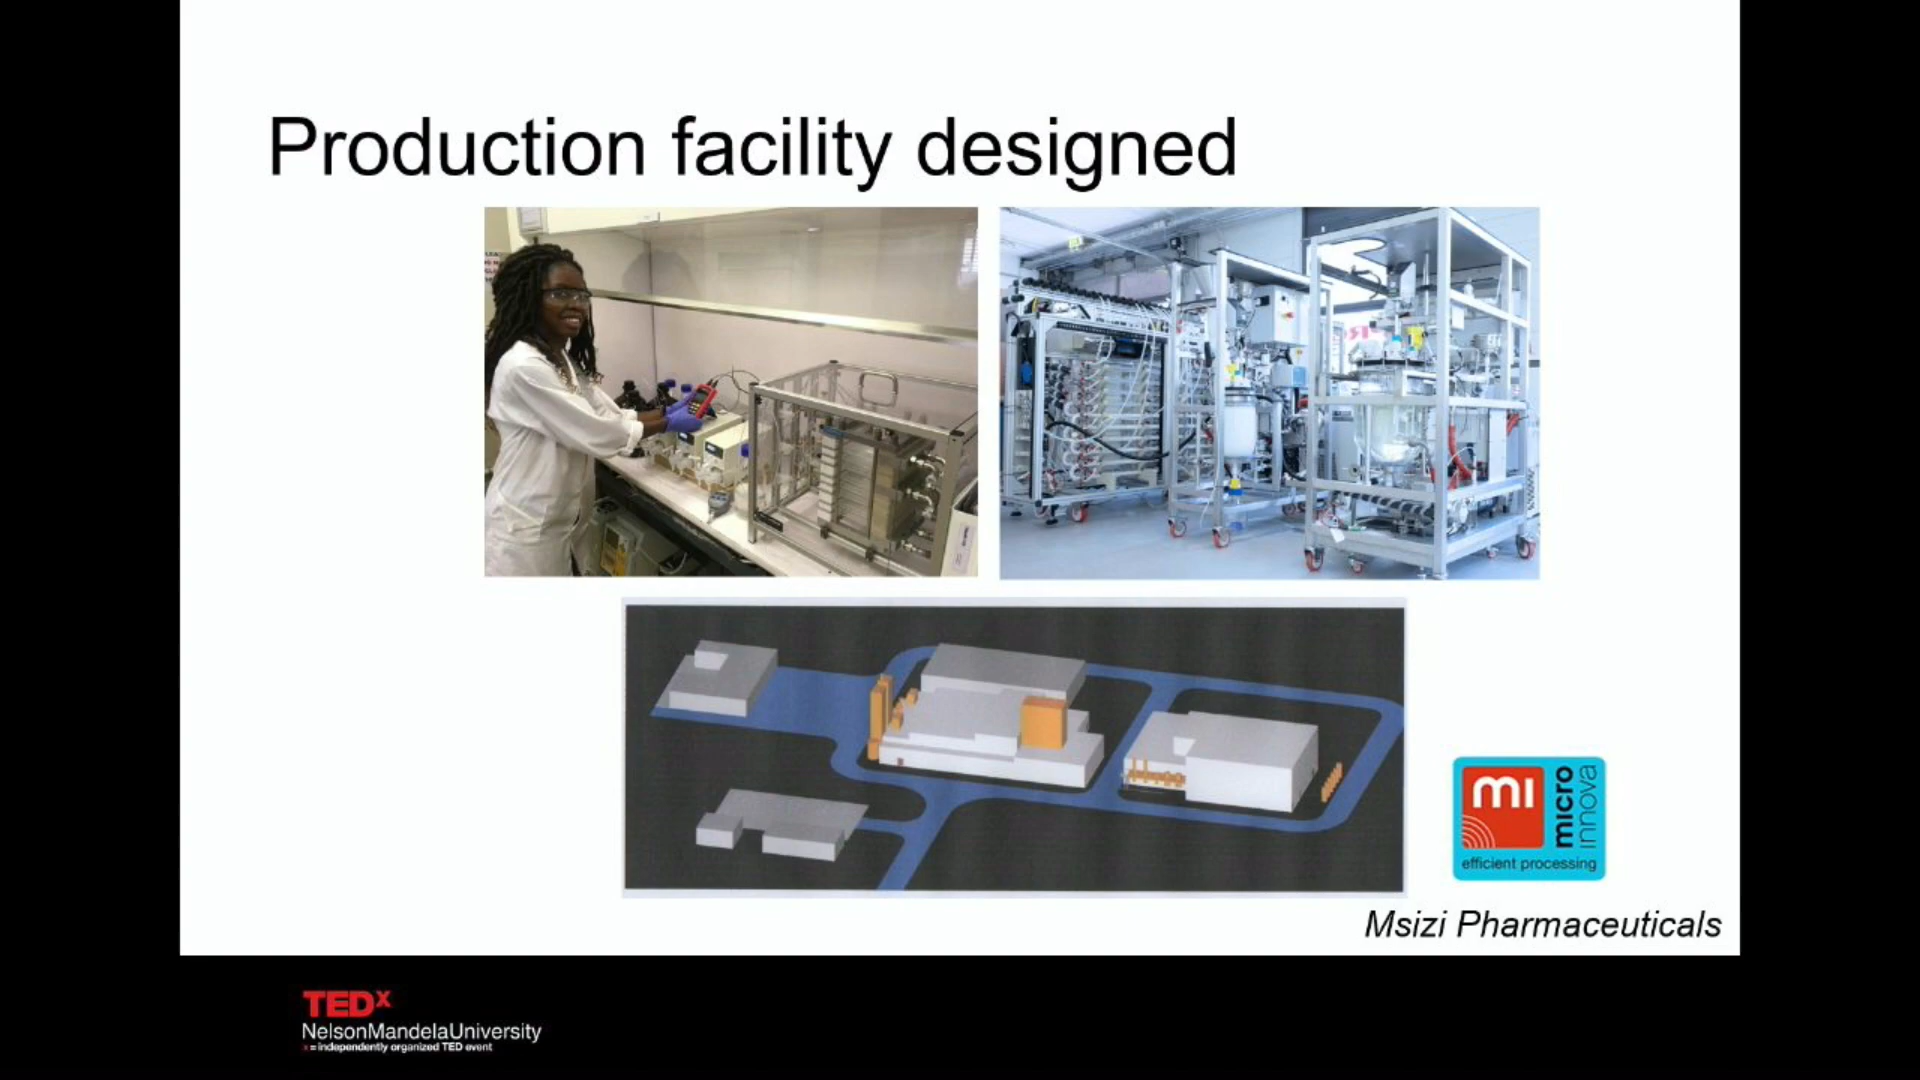 Production facility designed
mi
micro
innova
efficient processing
Msizi Pharmaceuticals
TEDx
NelsonMandelaUniversity
x = independently organized TED event